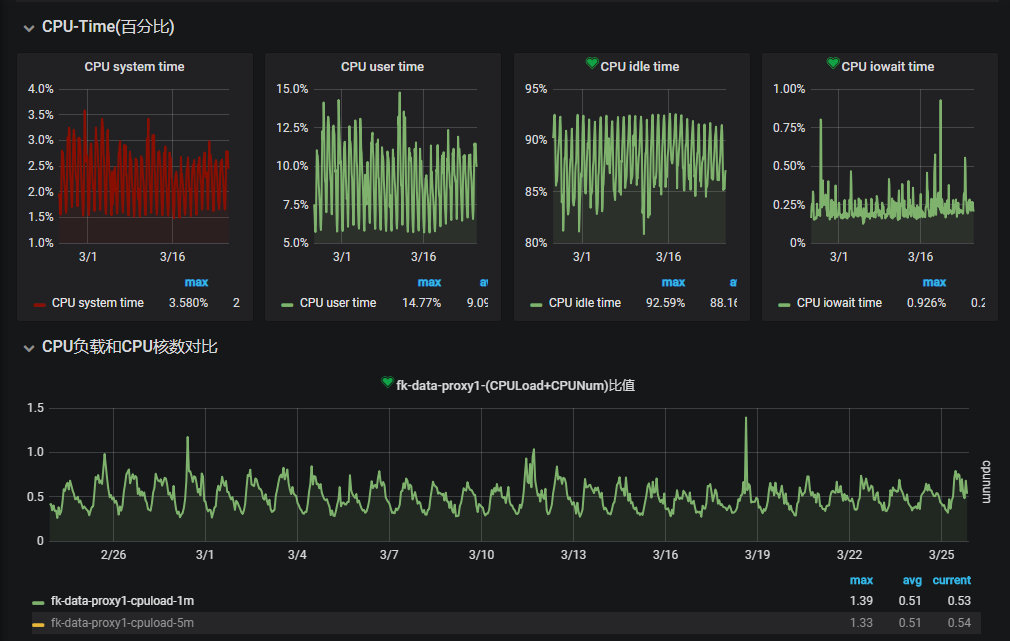 CPU-Time(百分比)
CPU system time
4.0%
3.5%
3.0%
2.5%
2.0%
1.5%
1.0%
3/1 3/16
max
CPU system time 3.580% 2
CPU user time
15.0%
12.5%
10.0%
7.5%
5.0%
3/1 3/16
max av
CPU user time 14.77% 9.09
CPU idle time
95%
90%
85%
80%
3/1 3/16
max a
CPU idle time 92.59% 88.16
CPU iowait time
1.00%
0.75%
0.50%
0.25%
0%
3/1 3/16
max
CPU iowait time 0.926% 0.2
CPU负载和CPU核数对比
fk-data-proxy1-(CPULoad+CPUNum)比值
1.5
1.0
0.5
0
cpunum
2/26 3/1 3/4 3/7 3/10 3/13 3/16 3/19 3/22 3/25
max avg current
fk-data-proxy1-cpuload-1m 1.39 0.51 0.53
fk-data-proxy1-cpuload-5m 1.33 0.51 0.54